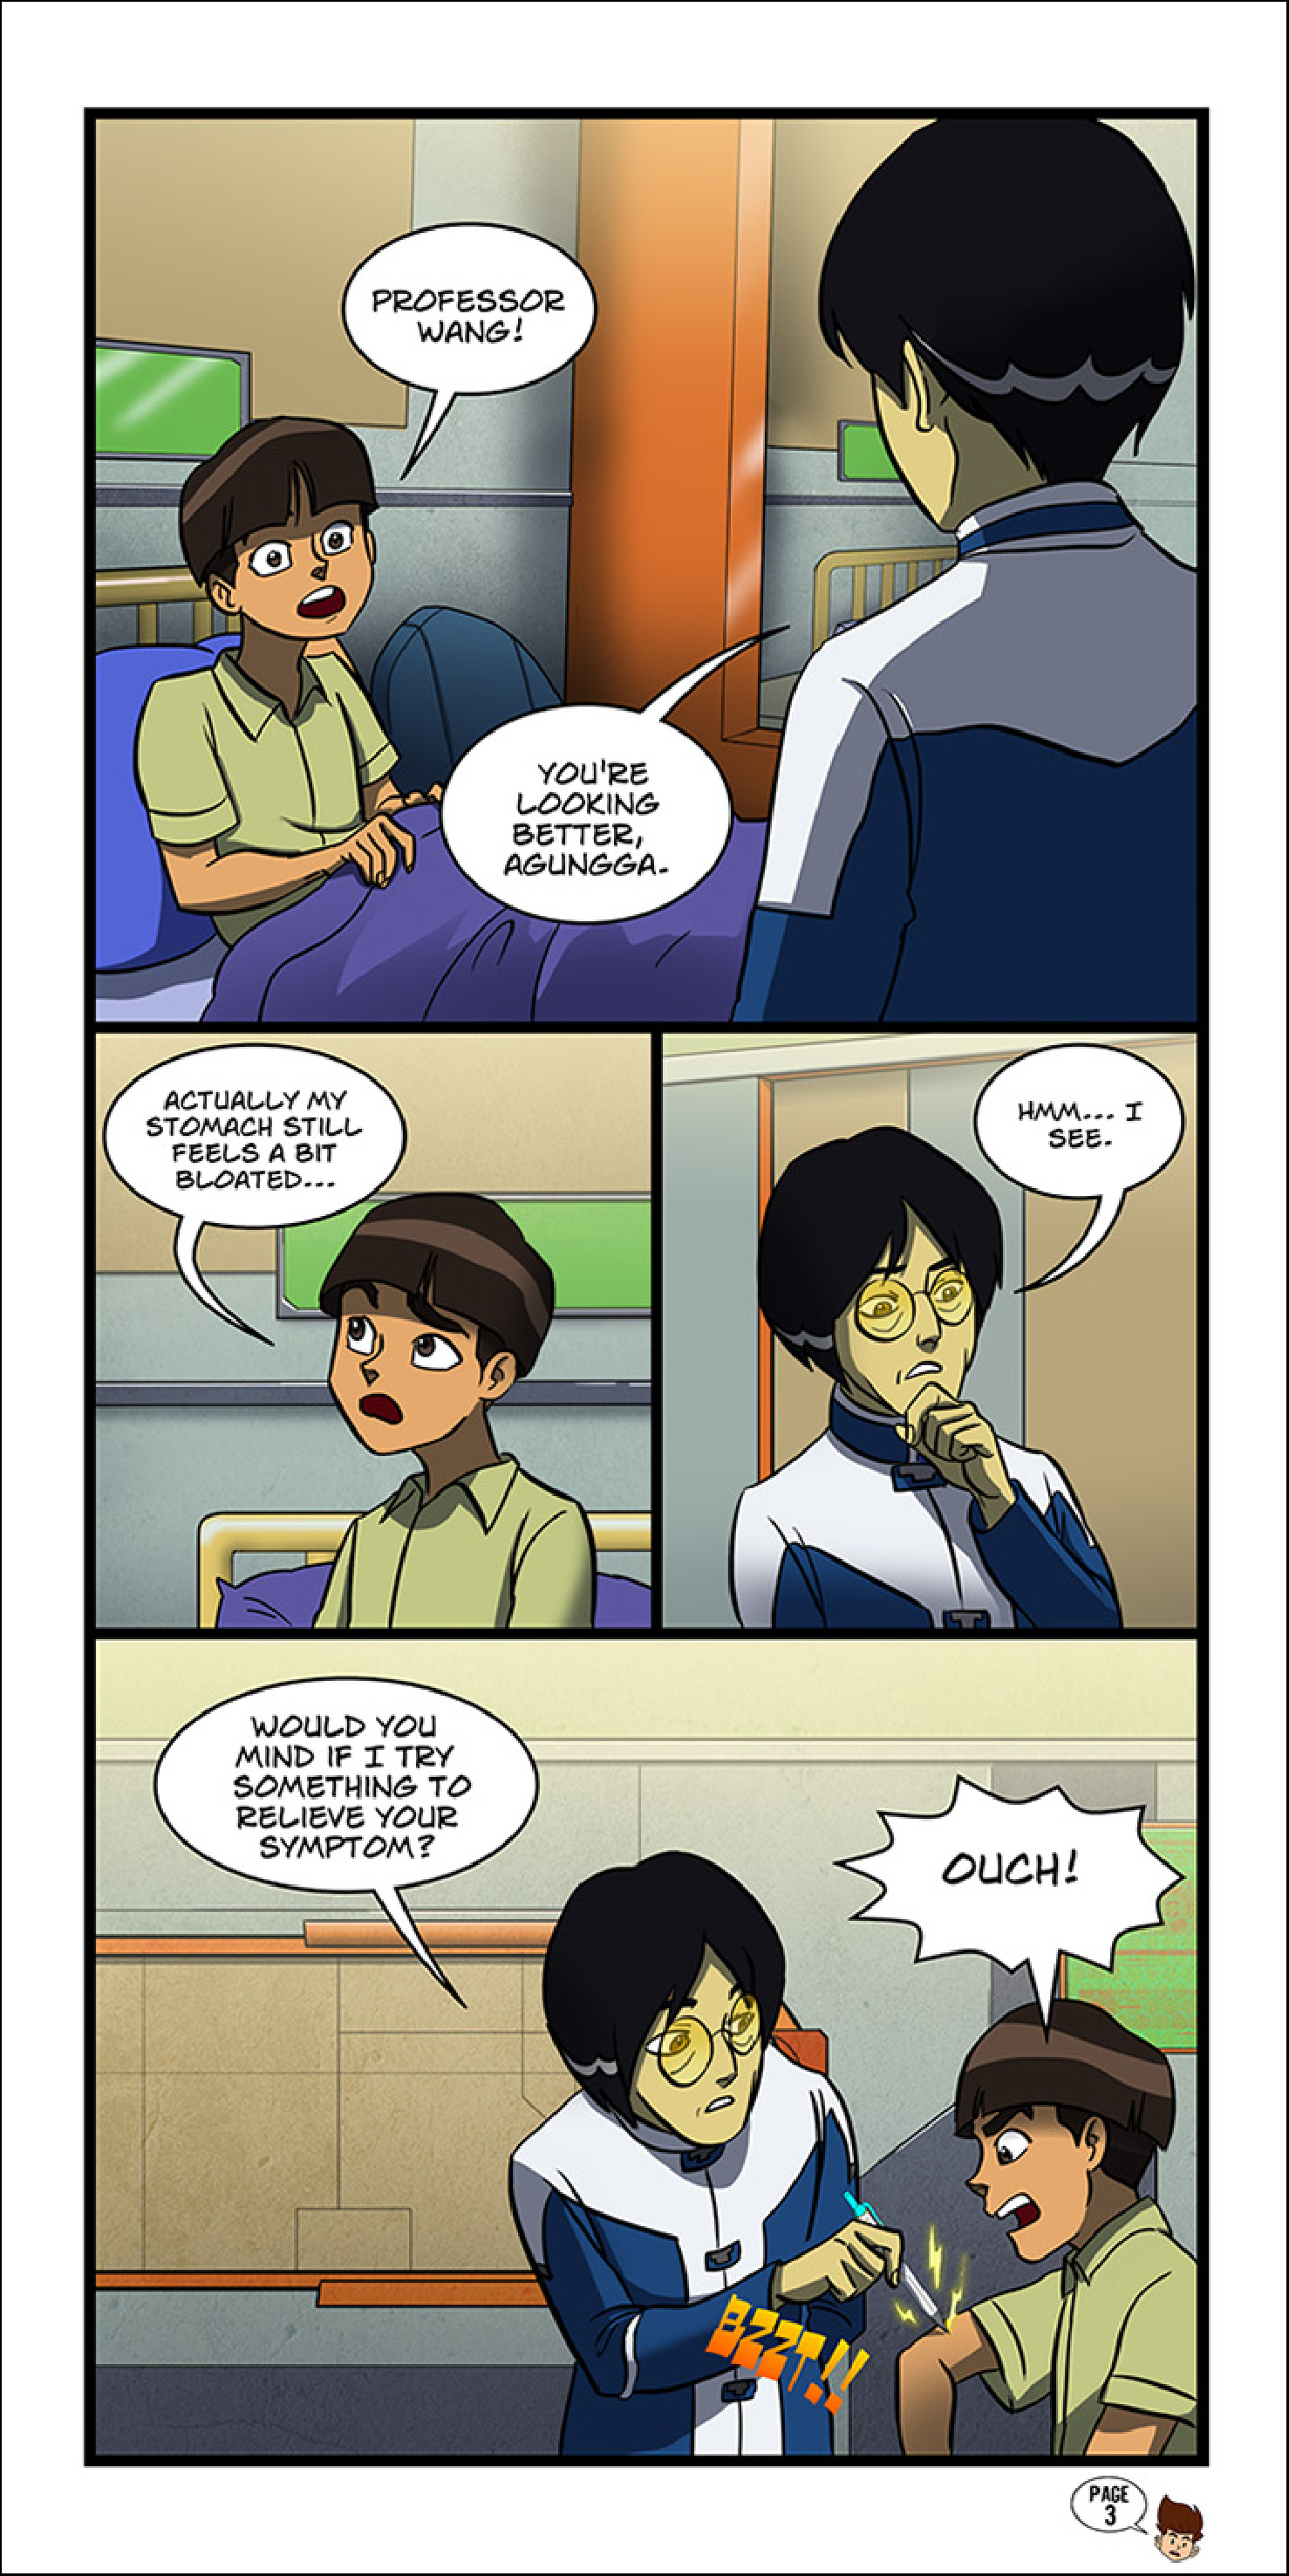 PROFESSOR
WANG!
YOU'RE
LOOKING
BETTER,
AGUNGGA.
ACTUALLY MY
STOMACH STILL
FEELS A BIT
BLOATED...
HMM... I
SEE.
WOULD YOU
MIND IF I TRY
SOMETHING TO
RELIEVE YOUR
SYMPTOM?
OUCH!
BZZT!!
PAGE
3